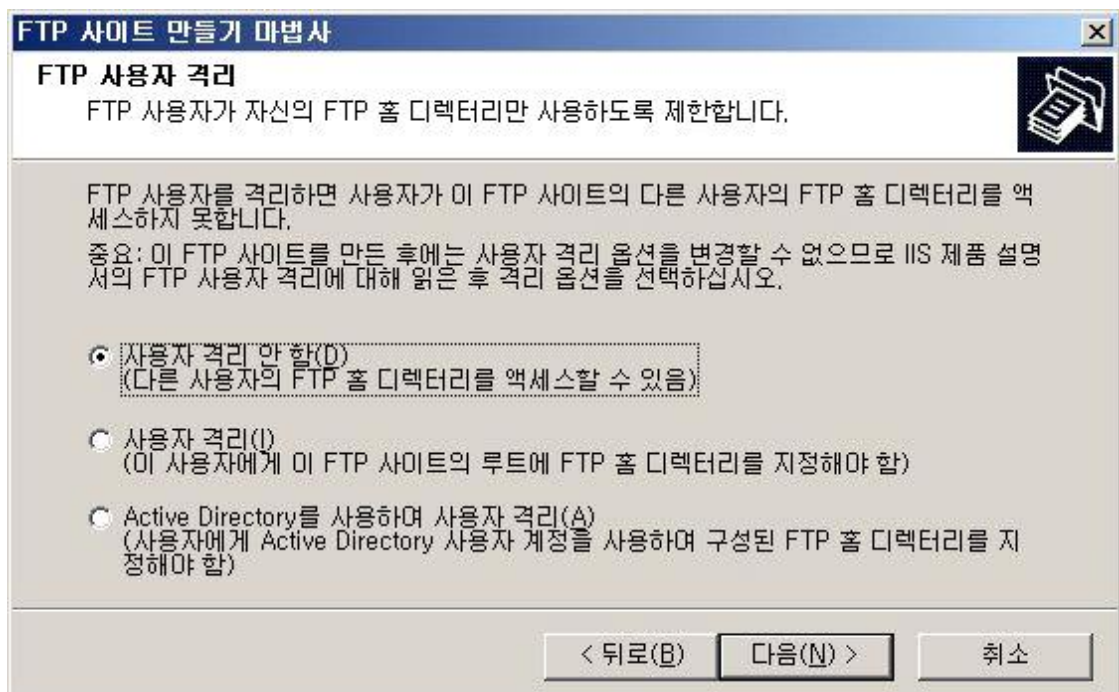 FTP 사이트 만들기 마법사
FTP 사용자 격리
FTP 사용자가 자신의 FTP 홈 디렉터리만 사용하도록 제한합니다.
FTP 사용자를 격리하면 사용자가 이 FTP 사이트의 다른 사용자의 FTP 홈 디렉터리를 액
세스하지 못합니다.
중요: 이 FTP 사이트를 만든 후에는 사용자 격리 옵션을 변경할 수 없으므로 IIS 제품 설명
서의 FTP 사용자 격리에 대해 읽은 후 격리 옵션을 선택하십시오.
사용자 격리 안 함(D)
(다른 사용자의 FTP 홈 디렉터리를 액세스할 수 있음)
사용자 격리(I)
(이 사용자에게 이 FTP 사이트의 루트에 FTP 홈 디렉터리를 지정해야 함)
Active Directory를 사용하여 사용자 격리(A)
(사용자에게 Active Directory 사용자 계정을 사용하여 구성된 FTP 홈 디렉터리를 지
정해야 함)
< 뒤로(B) 다음(N) > 취소